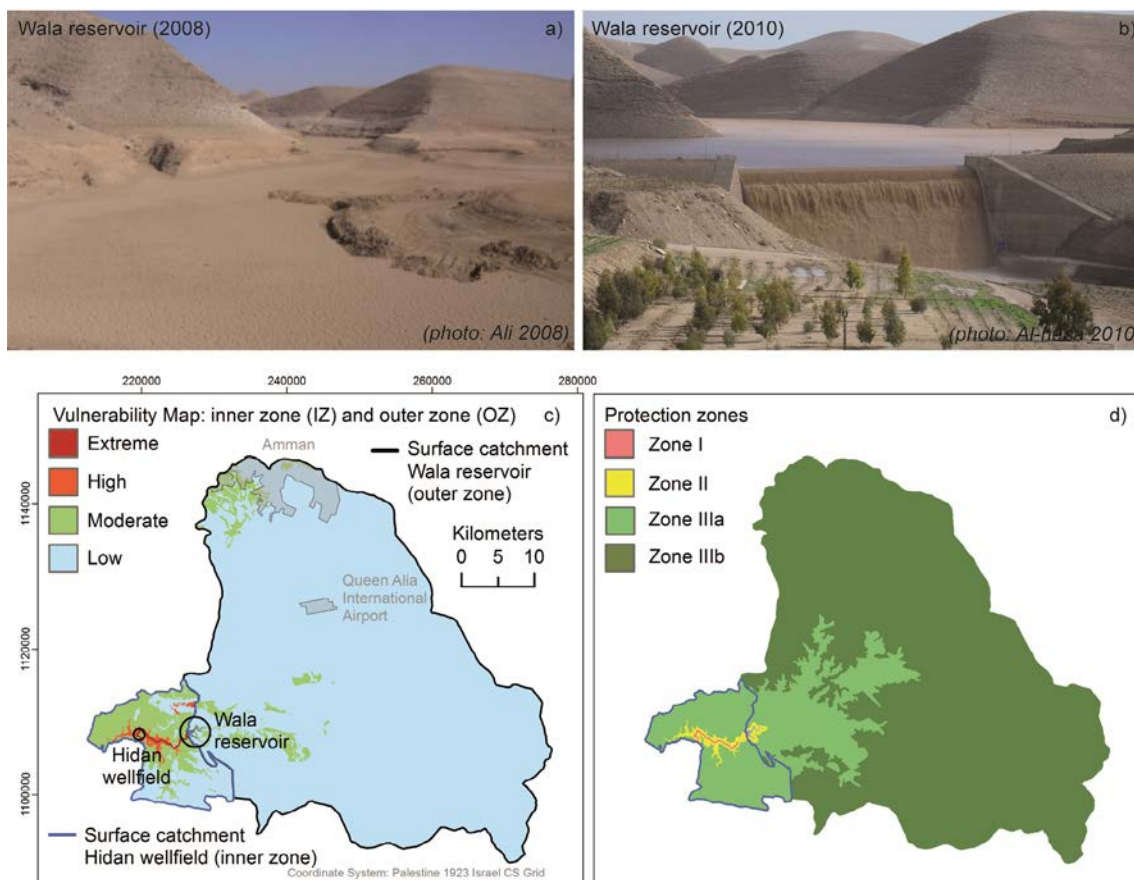 Wala reservoir (2008)
a)
(photo: Ali 2008)
Wala reservoir (2010)
b)
(photo: Al-hesa 2010)
220000
240000
260000
280000
1140000
1120000
1100000
Vulnerability Map: inner zone (IZ) and outer zone (OZ)
c)
Extreme
High
Moderate
Low
Amman
Surface catchment
Wala reservoir
(outer zone)
Kilometers
0 5 10
Queen Alia
International
Airport
Wala
reservoir
Hidan
wellfield
Surface catchment
Hidan wellfield (inner zone)
Coordinate System: Palestine 1923 Israel CS Grid
Protection zones
d)
Zone I
Zone II
Zone IIIa
Zone IIIb